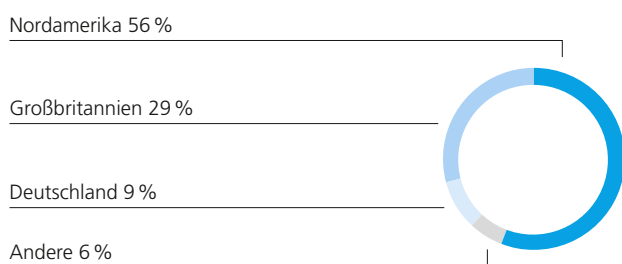 Nordamerika 56 %
Großbritannien 29 %
Deutschland 9 %
Andere 6 %